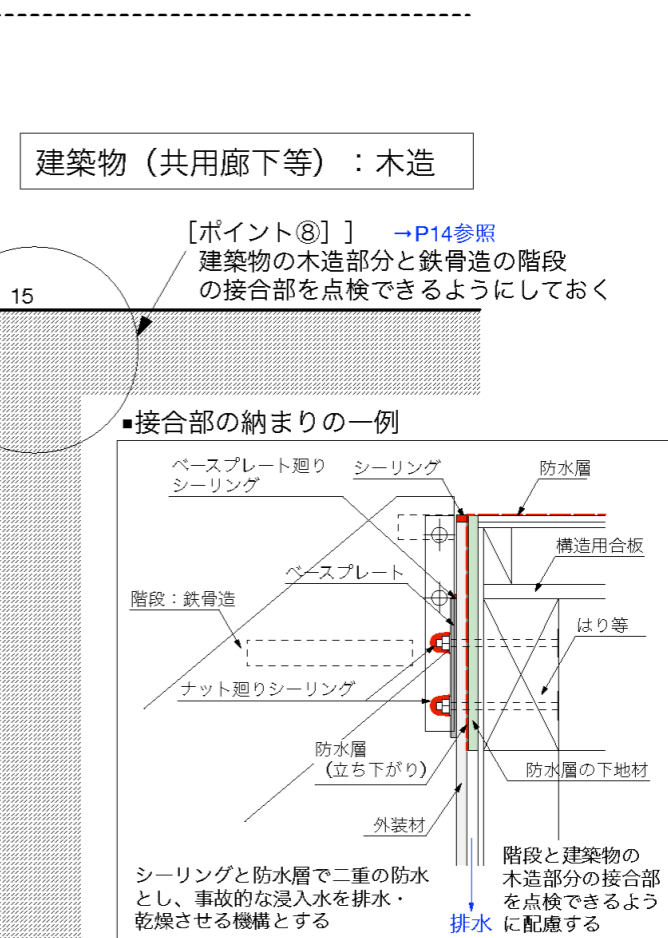 建築物（共用廊下等）：木造
［ポイント⑧］］ →P14参照
建築物の木造部分と鉄骨造の階段
の接合部を点検できるようにしておく
15
■接合部の納まりの一例
ベースプレート廻り
シーリング
シーリング
防水層
構造用合板
ベースプレート
階段：鉄骨造
はり等
ナット廻りシーリング
防水層
（立ち下がり）
防水層の下地材
外装材
シーリングと防水層で二重の防水
とし、事故的な浸入水を排水・
乾燥させる機構とする
排水
階段と建築物の
木造部分の接合部
を点検できるよう
に配慮する